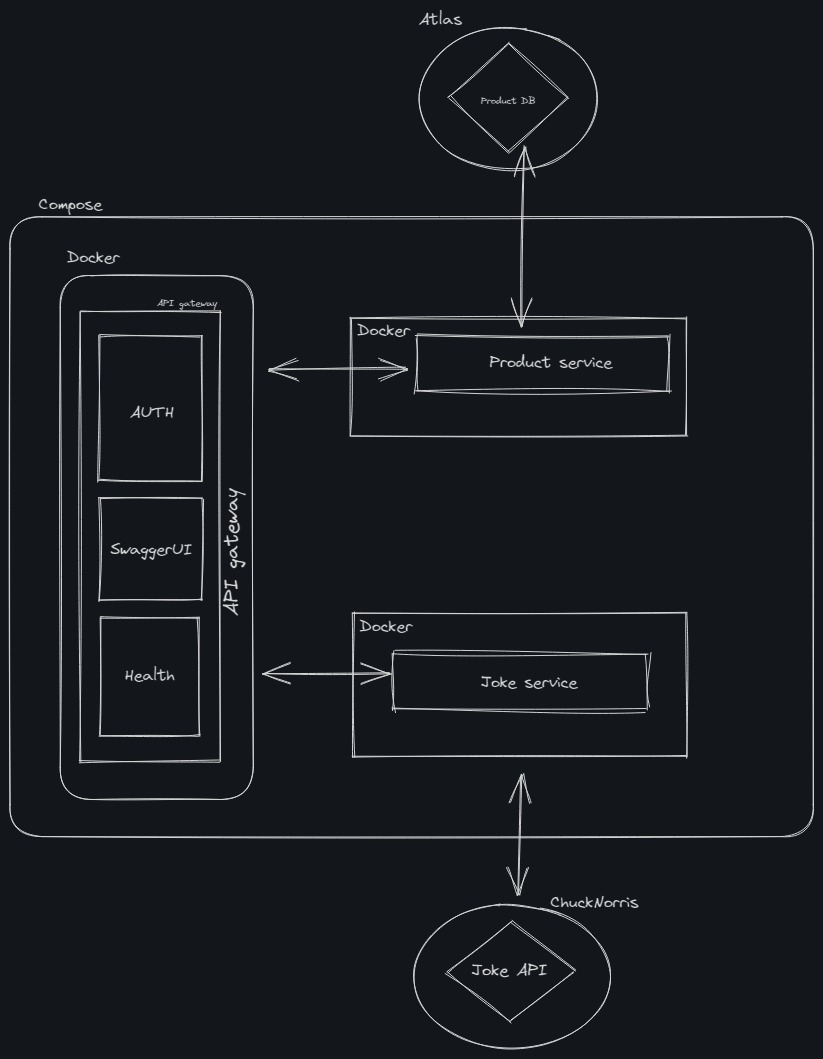 Atlas
Product DB
Compose
Docker
API gateway
AUTH
SwaggerUI
Health
API gateway
Docker
Product service
Docker
Joke service
ChuckNorris
Joke API